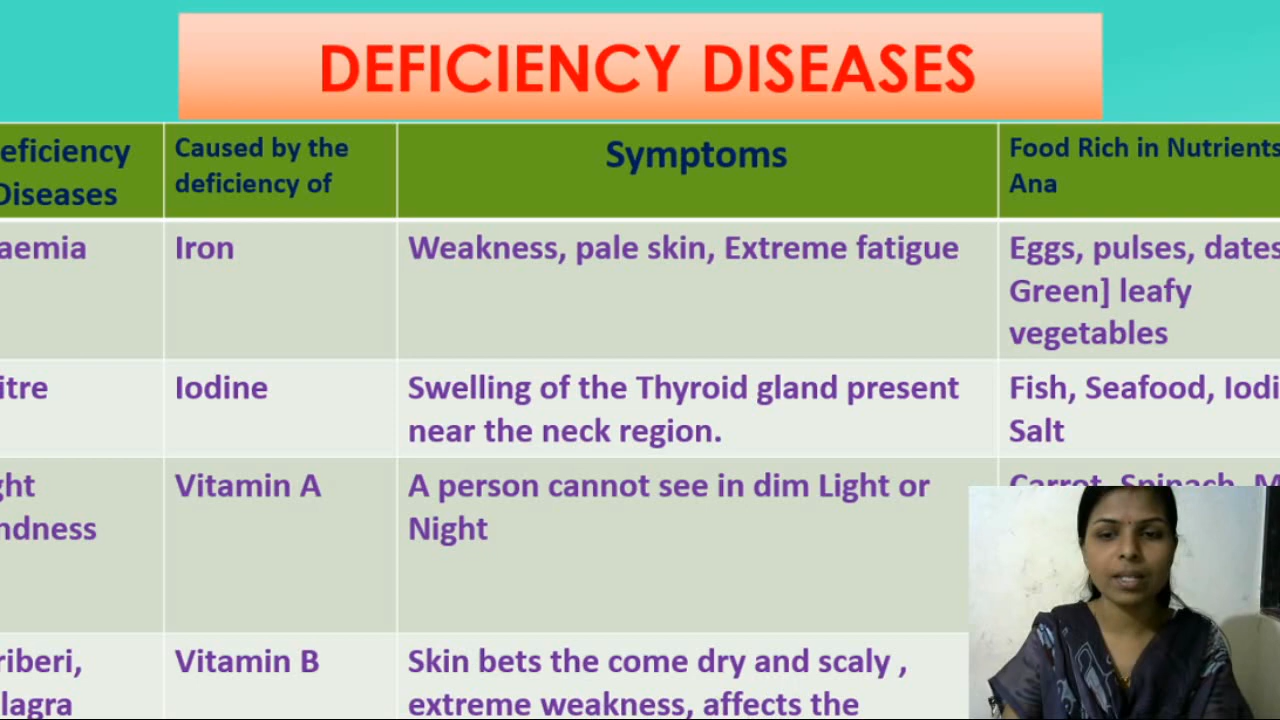 DEFICIENCY DISEASES
eficiency
Diseases
Caused by the
deficiency of
Symptoms
Food Rich in Nutrients
Ana
aemia
Iron
Weakness, pale skin, Extreme fatigue
Eggs, pulses, dates
Green] leafy
vegetables
itre
Iodine
Swelling of the Thyroid gland present
near the neck region.
Fish, Seafood, Iodi
Salt
ght
ndness
Vitamin A
A person cannot see in dim Light or
Night
Carrot, Spinach, M
riberi,
lagra
Vitamin B
Skin bets the come dry and scaly ,
extreme weakness, affects the